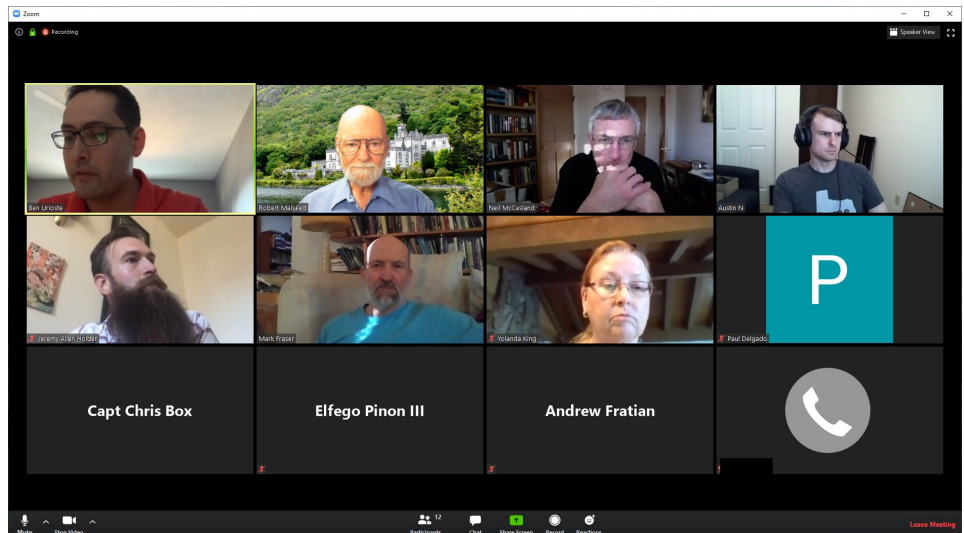 Zoom
Recording
Speaker View
Ben Urioste
Robert Malseed
Neil McCasland
Austin N
Jeremy Allen Holder
Mark Fraser
Yolanda King
P
Paul Delgado
Capt Chris Box
Elfego Pinon III
Andrew Fratian
Mute
Stop Video
Participants
12
Chat
Share Screen
Record
Reactions
Leave Meeting